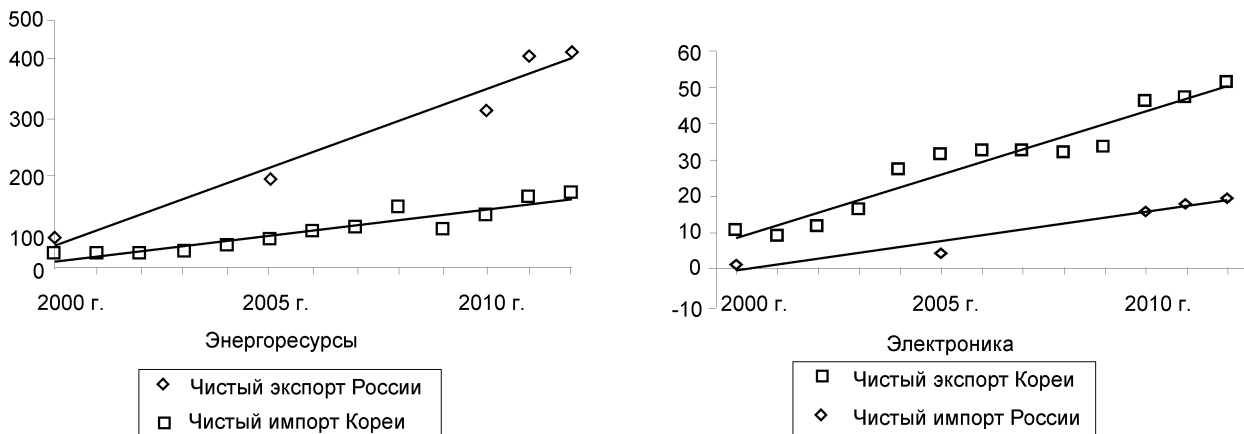 500
400
300
200
100
0
2000 г.
2005 г.
2010 г.
Энергоресурсы
Чистый экспорт России
Чистый импорт Кореи
60
50
40
30
20
10
0
-10
2000 г.
2005 г.
2010 г.
Электроника
Чистый экспорт Кореи
Чистый импорт России